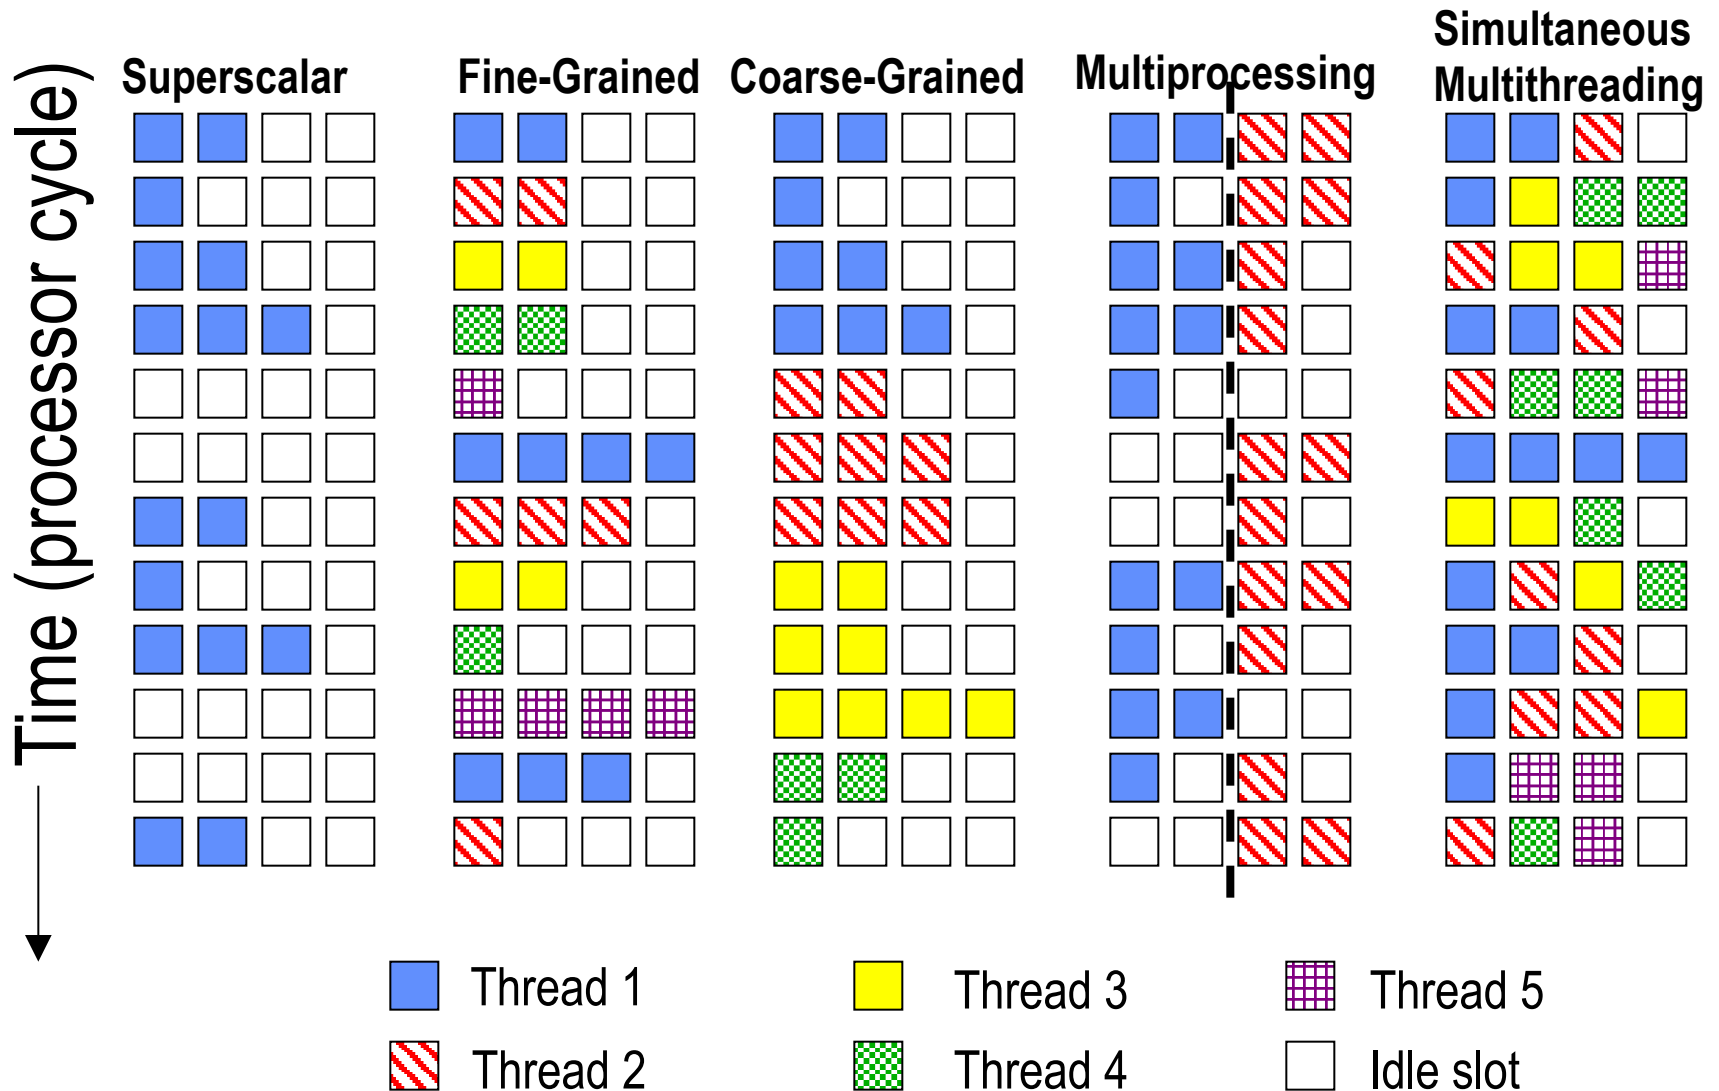 Simultaneous
Multithreading
Superscalar
Fine-Grained
Coarse-Grained
Multiprocessing
Time (processor cycle)
Thread 1
Thread 3
Thread 5
Thread 2
Thread 4
Idle slot